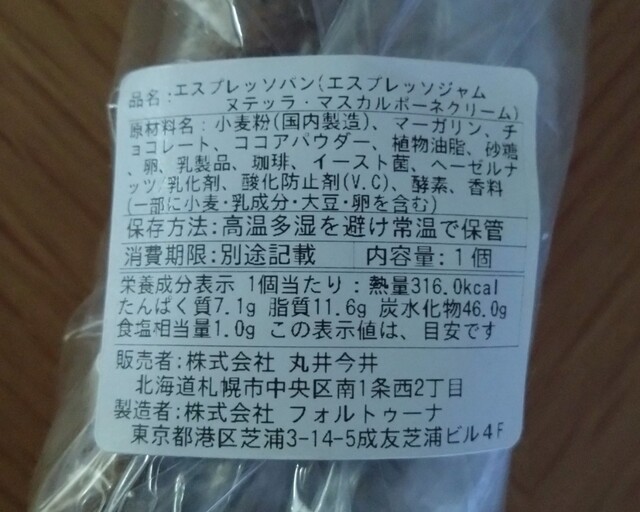 品名:エスプレッソパン(エスプレッソジャム
ヌテッラ・マスカルポーネクリーム)
原材料名:小麦粉(国内製造)、マーガリン、チ
ョコレート、ココアパウダー、植物油脂、砂糖
、卵、乳製品、珈琲、イースト菌、ヘーゼルナ
ッツ/乳化剤、酸化防止剤(V.C)、酵素、香料
(一部に小麦・乳成分・大豆・卵を含む)
保存方法:高温多湿を避け常温で保管
消費期限:別途記載 内容量:1個
栄養成分表示 1個当たり:熱量316.0kcal
たんぱく質7.1g 脂質11.6g 炭水化物46.0g
食塩相当量1.0g この表示値は、目安です
販売者:株式会社 丸井今井
北海道札幌市中央区南1条西2丁目
製造者:株式会社 フォルトゥーナ
東京都港区芝浦3-14-5成友芝浦ビル4F